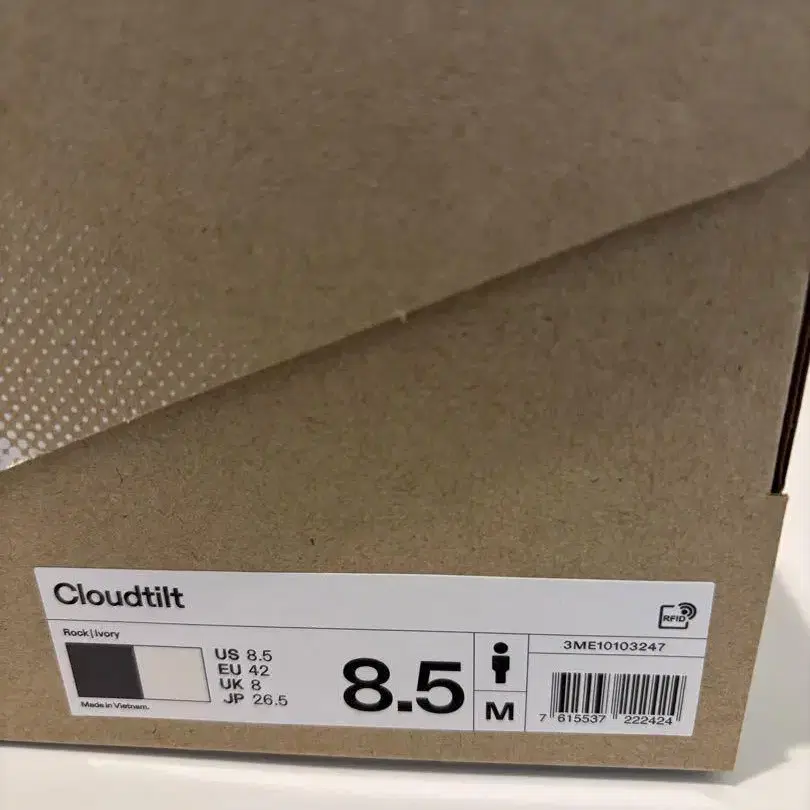 Cloudtilt
RFID
Rock | Ivory
US 8.5
EU 42
UK 8
JP 26.5
Made in Vietnam.
8.5
M
3ME10103247
7 615537 222424